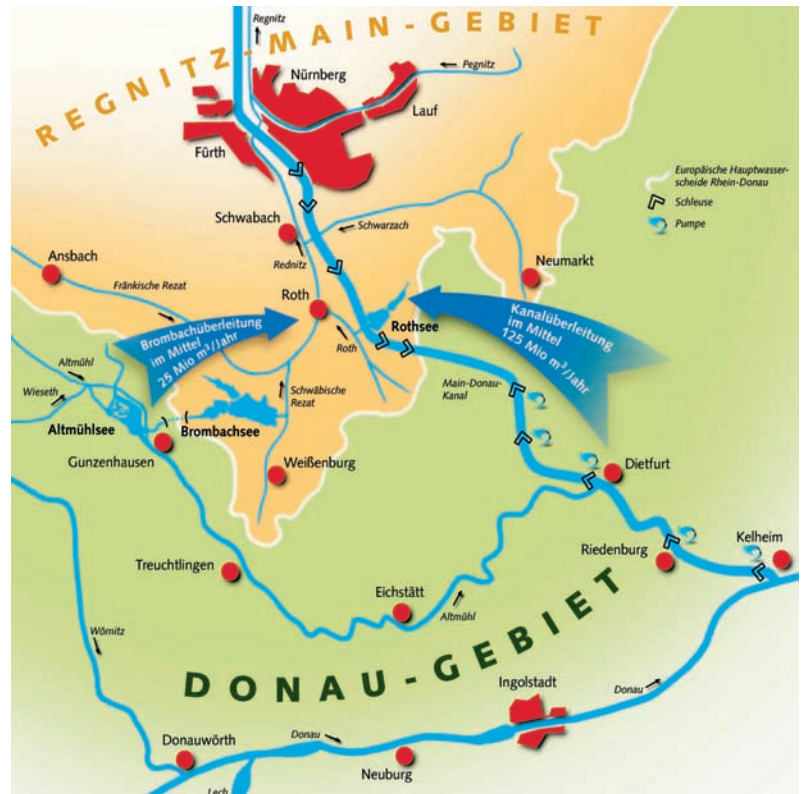 Regnitz
REGNITZ-MAIN-GEBIET
Nürnberg
Pegnitz
Lauf
Fürth
Europäische Hauptwasser-
scheide Rhein-Donau
Schleuse
Pumpe
Schwabach
Schwarzach
Rednitz
Ansbach
Fränkische Rezat
Neumarkt
Roth
Rothsee
Brombachüberleitung
im Mittel
25 Mio m³/Jahr
Kanalüberleitung
im Mittel
125 Mio m³/Jahr
Roth
Altmühl
Wieseth
Main-Donau-
Kanal
Schwäbische
Rezat
Altmühlsee
Brombachsee
Gunzenhausen
Weißenburg
Dietfurt
Treuchtlingen
Riedenburg
Kelheim
Eichstätt
Altmühl
Wörnitz
DONAU-GEBIET
Ingolstadt
Donau
Donauwörth
Donau
Neuburg
Lech